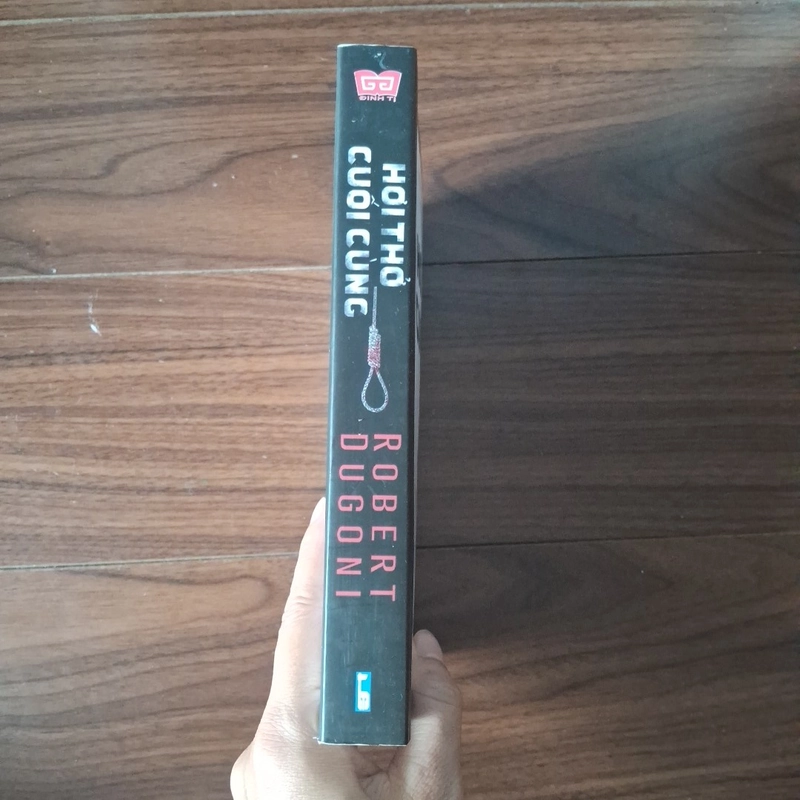 ĐINH TỊ
HƠI THỞ
CUỐI CÙNG
ROBERT
DUGONI